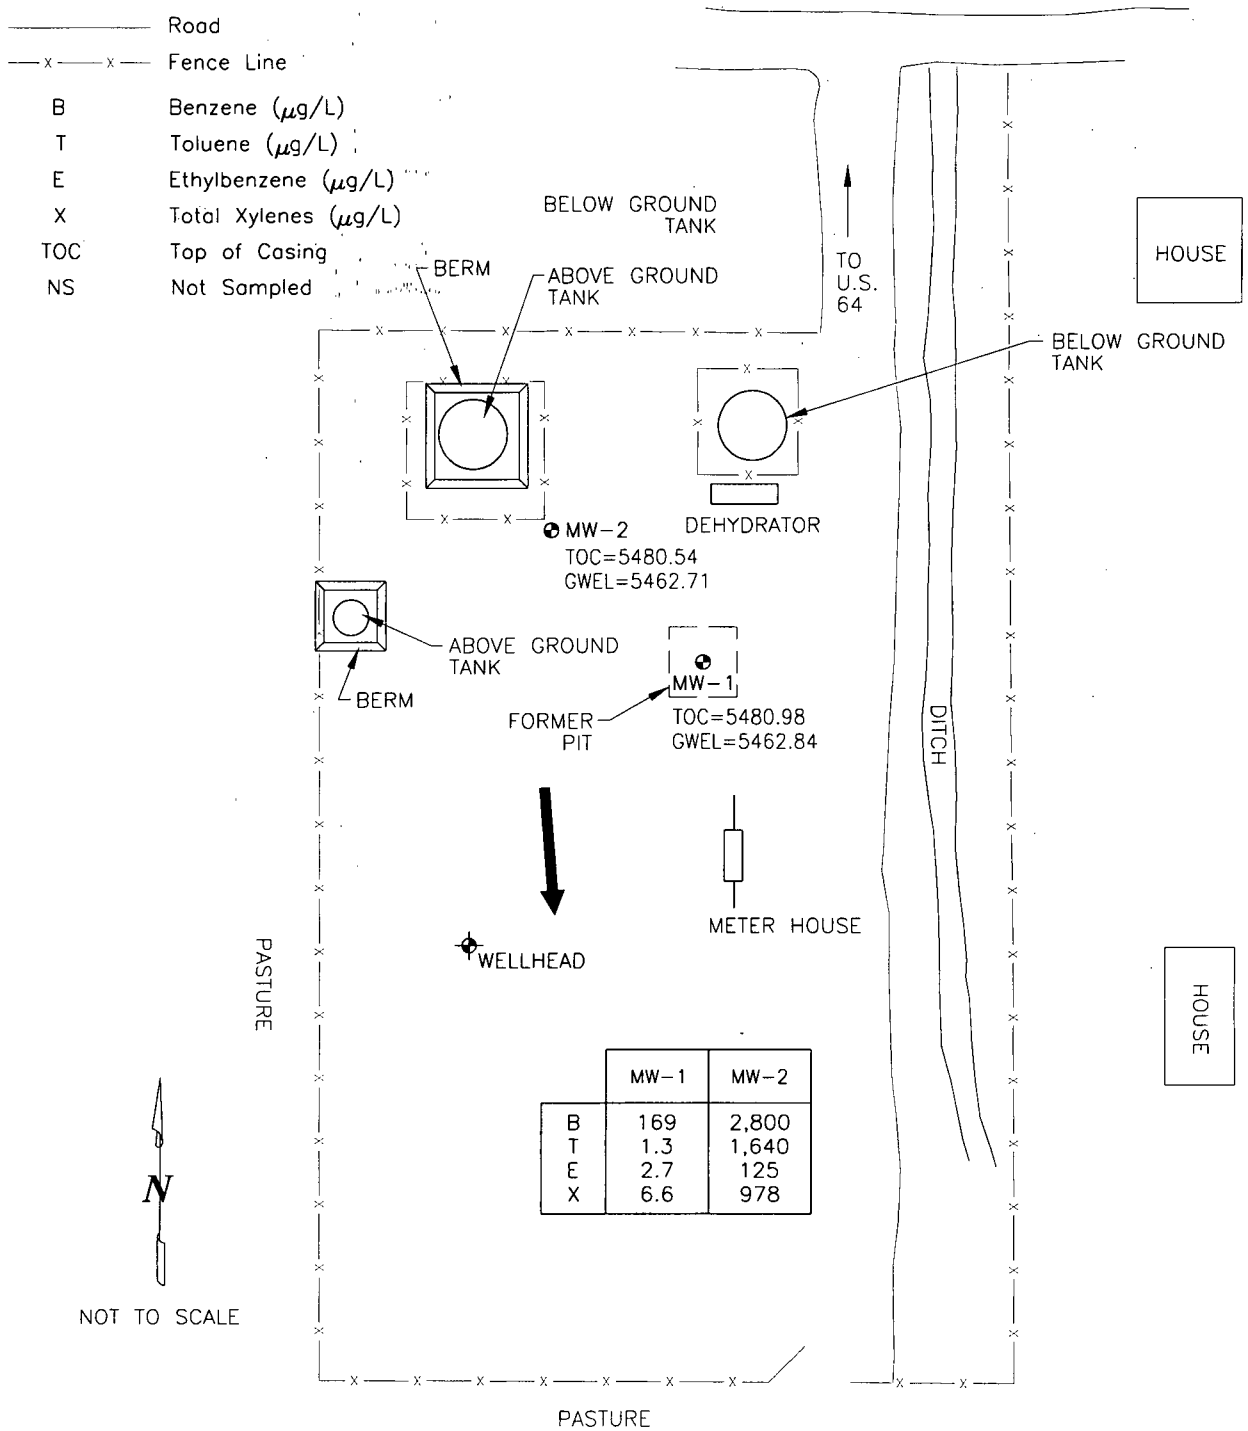 Road
x x Fence Line
B Benzene (µg/L)
T Toluene (µg/L)
E Ethylbenzene (µg/L)
X Total Xylenes (µg/L)
TOC Top of Casing
NS Not Sampled
BELOW GROUND
TANK
BERM
ABOVE GROUND
TANK
TO
U.S.
64
HOUSE
BELOW GROUND
TANK
DEHYDRATOR
MW-2
TOC=5480.54
GWEL=5462.71
ABOVE GROUND
TANK
BERM
MW-1
FORMER
PIT
TOC=5480.98
GWEL=5462.84
DITCH
METER HOUSE
WELLHEAD
PASTURE
HOUSE
MW-1 MW-2
B 169 2,800
T 1.3 1,640
E 2.7 125
X 6.6 978
N
NOT TO SCALE
PASTURE